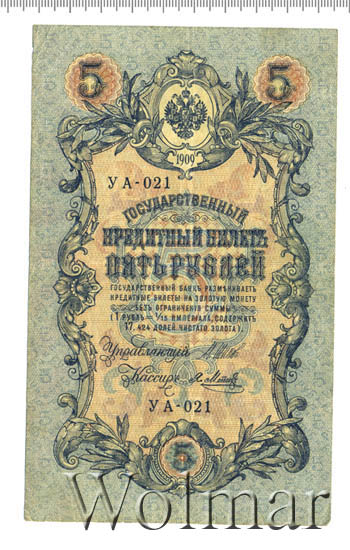 5 5
1909
УА-021
ГОСУДАРСТВЕННЫЙ
КРЕДИТНЫЙ БИЛЕТЪ
ПЯТЬ РУБЛЕЙ
ГОСУДАРСТВЕННЫЙ БАНКЪ РАЗМѢНИВАЕТЪ
КРЕДИТНЫЕ БИЛЕТЫ НА ЗОЛОТУЮ МОНЕТУ
БЕЗЪ ОГРАНИЧЕНІЯ СУММЫ
(1 РУБЛЬ = 1/15 ИМПЕРІАЛА, СОДЕРЖИТЪ
17,424 ДОЛЕЙ ЧИСТАГО ЗОЛОТА).
Управляющій
Кассиръ
УА-021
5
Wolmar